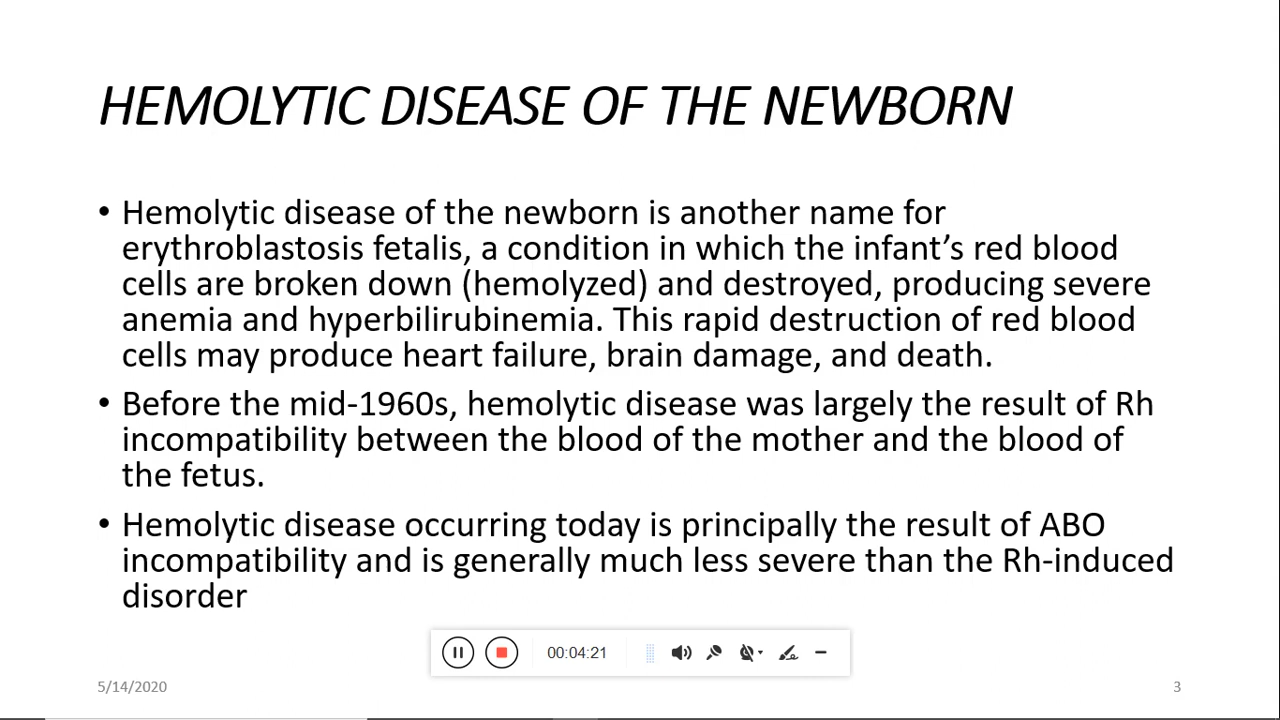 HEMOLYTIC DISEASE OF THE NEWBORN
• Hemolytic disease of the newborn is another name for
erythroblastosis fetalis, a condition in which the infant’s red blood
cells are broken down (hemolyzed) and destroyed, producing severe
anemia and hyperbilirubinemia. This rapid destruction of red blood
cells may produce heart failure, brain damage, and death.
• Before the mid-1960s, hemolytic disease was largely the result of Rh
incompatibility between the blood of the mother and the blood of
the fetus.
• Hemolytic disease occurring today is principally the result of ABO
incompatibility and is generally much less severe than the Rh-induced
disorder
00:04:21
5/14/2020
3